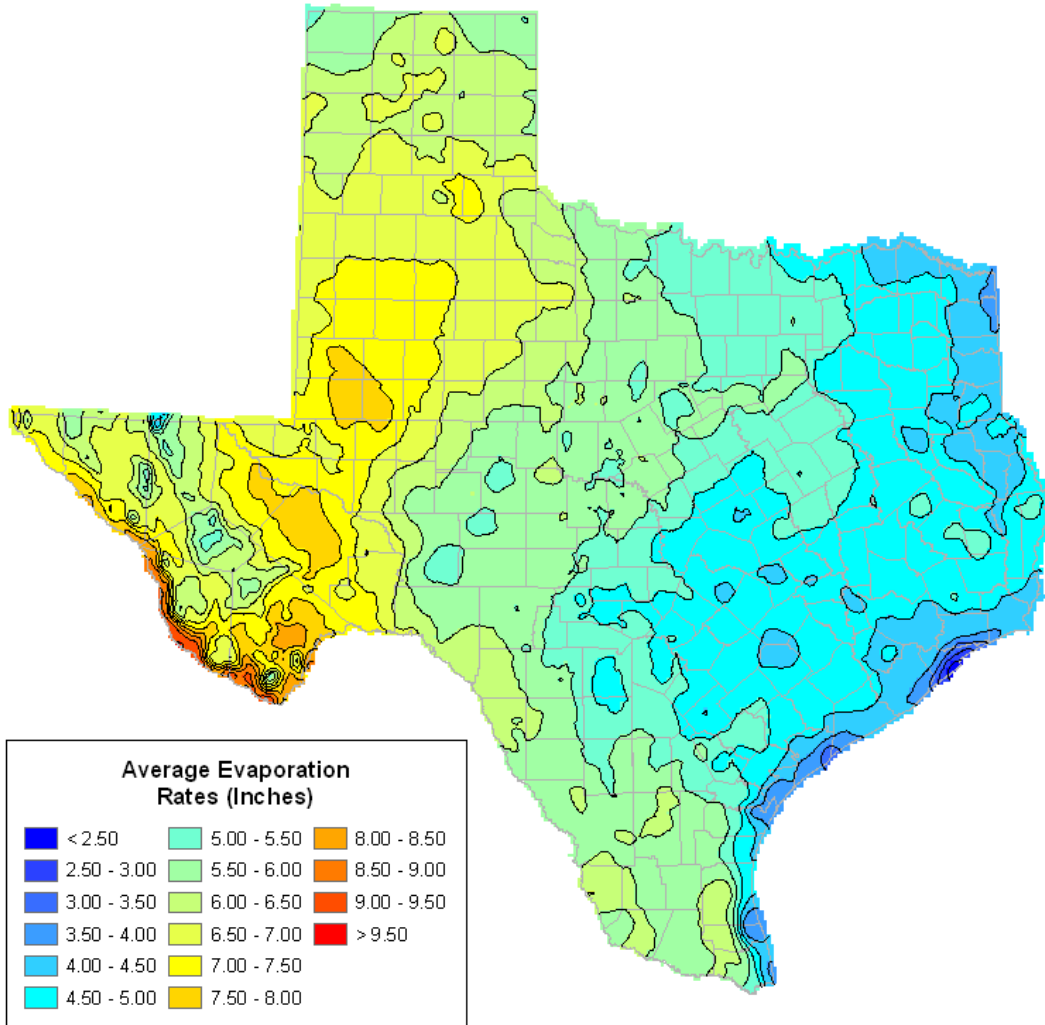 Average Evaporation
Rates (Inches)
< 2.50
2.50 - 3.00
3.00 - 3.50
3.50 - 4.00
4.00 - 4.50
4.50 - 5.00
5.00 - 5.50
5.50 - 6.00
6.00 - 6.50
6.50 - 7.00
7.00 - 7.50
7.50 - 8.00
8.00 - 8.50
8.50 - 9.00
9.00 - 9.50
> 9.50